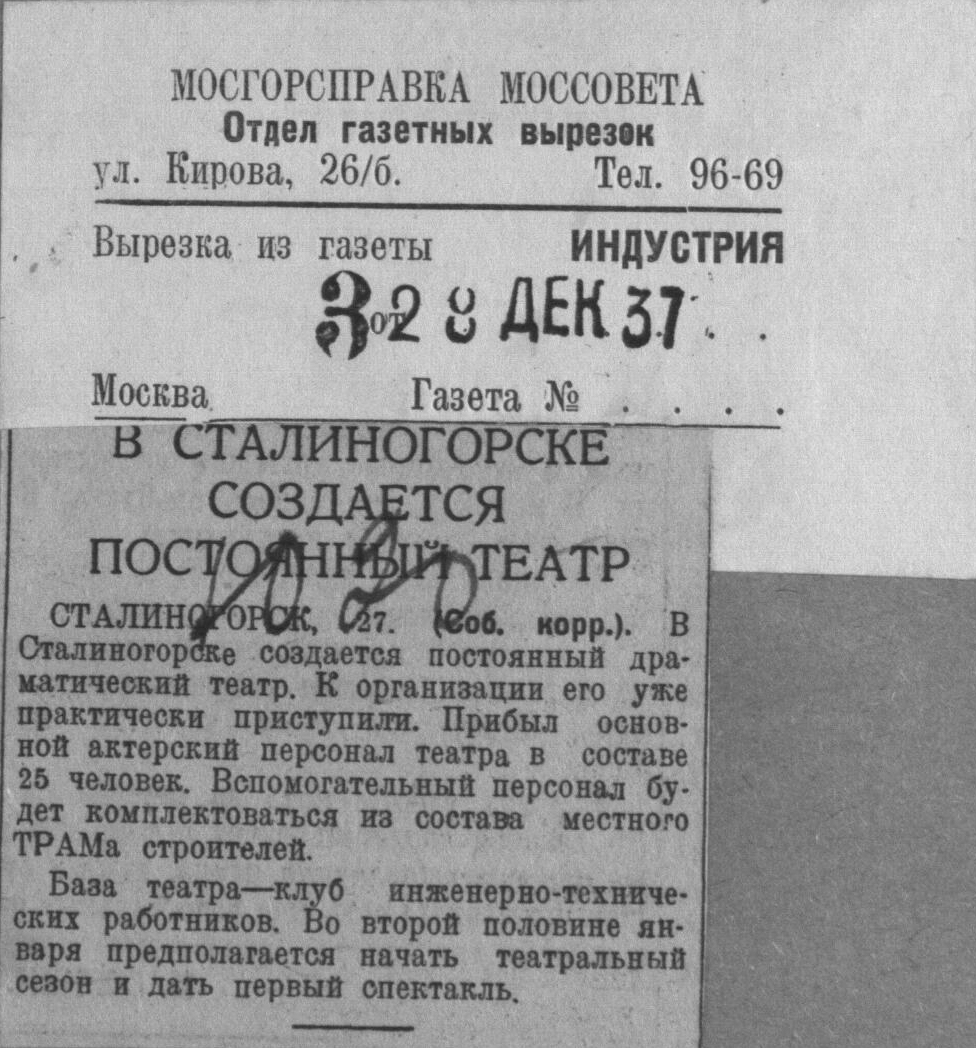 МОСГОРСПРАВКА МОССОВЕТА
Отдел газетных вырезок
ул. Кирова, 26/б. Тел. 96-69
Вырезка из газеты ИНДУСТРИЯ
от 28 ДЕК 37 . .
Москва Газета № . . . .
В СТАЛИНОГОРСКЕ
СОЗДАЕТСЯ
ПОСТОЯННЫЙ ТЕАТР
СТАЛИНОГОРСК, 27. (Соб. корр.). В
Сталиногорске создается постоянный дра-
матический театр. К организации его уже
практически приступили. Прибыл основ-
ной актерский персонал театра в составе
25 человек. Вспомогательный персонал бу-
дет комплектоваться из состава местного
ТРАМа строителей.
База театра—клуб инженерно-техниче-
ских работников. Во второй половине ян-
варя предполагается начать театральный
сезон и дать первый спектакль.